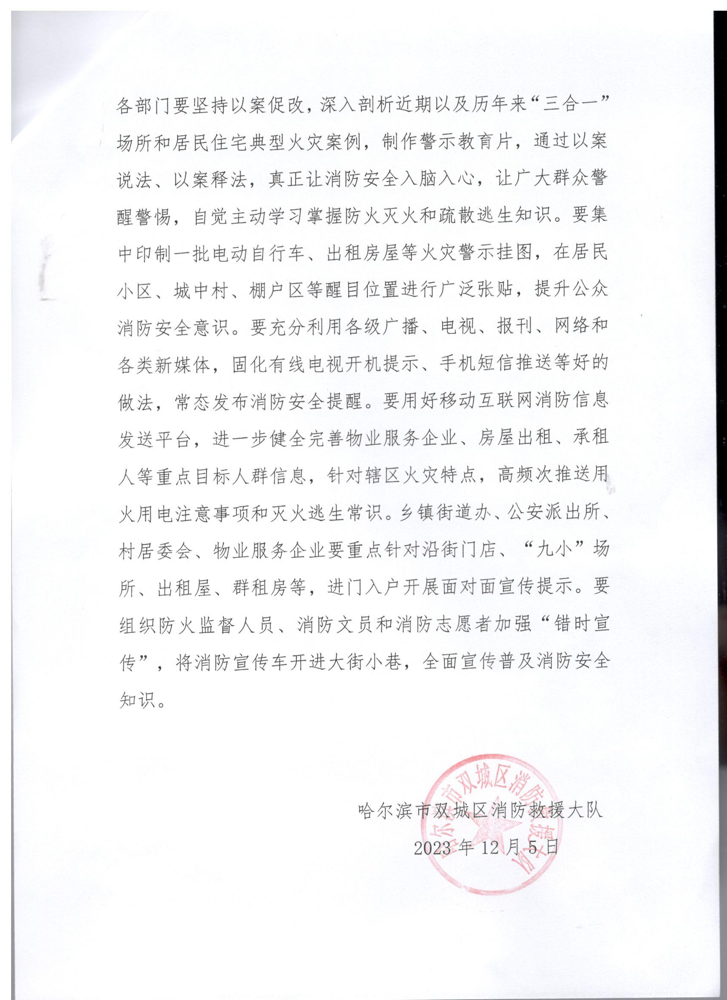 各部门要坚持以案促改，深入剖析近期以及历年来“三合一”
场所和居民住宅典型火灾案例，制作警示教育片，通过以案
说法、以案释法，真正让消防安全入脑入心，让广大群众警
醒警惕，自觉主动学习掌握防火灭火和疏散逃生知识。要集
中印制一批电动自行车、出租房屋等火灾警示挂图，在居民
小区、城中村、棚户区等醒目位置进行广泛张贴，提升公众
消防安全意识。要充分利用各级广播、电视、报刊、网络和
各类新媒体，固化有线电视开机提示、手机短信推送等好的
做法，常态发布消防安全提醒。要用好移动互联网消防信息
发送平台，进一步健全完善物业服务企业、房屋出租、承租
人等重点目标人群信息，针对辖区火灾特点，高频次推送用
火用电注意事项和灭火逃生常识。乡镇街道办、公安派出所、
村居委会、物业服务企业要重点针对沿街门店、“九小”场
所、出租屋、群租房等，进门入户开展面对面宣传提示。要
组织防火监督人员、消防文员和消防志愿者加强“错时宣
传”，将消防宣传车开进大街小巷，全面宣传普及消防安全
知识。
哈尔滨市双城区消防救援大队
2023年12月5日
哈尔滨市双城区消防救援大队